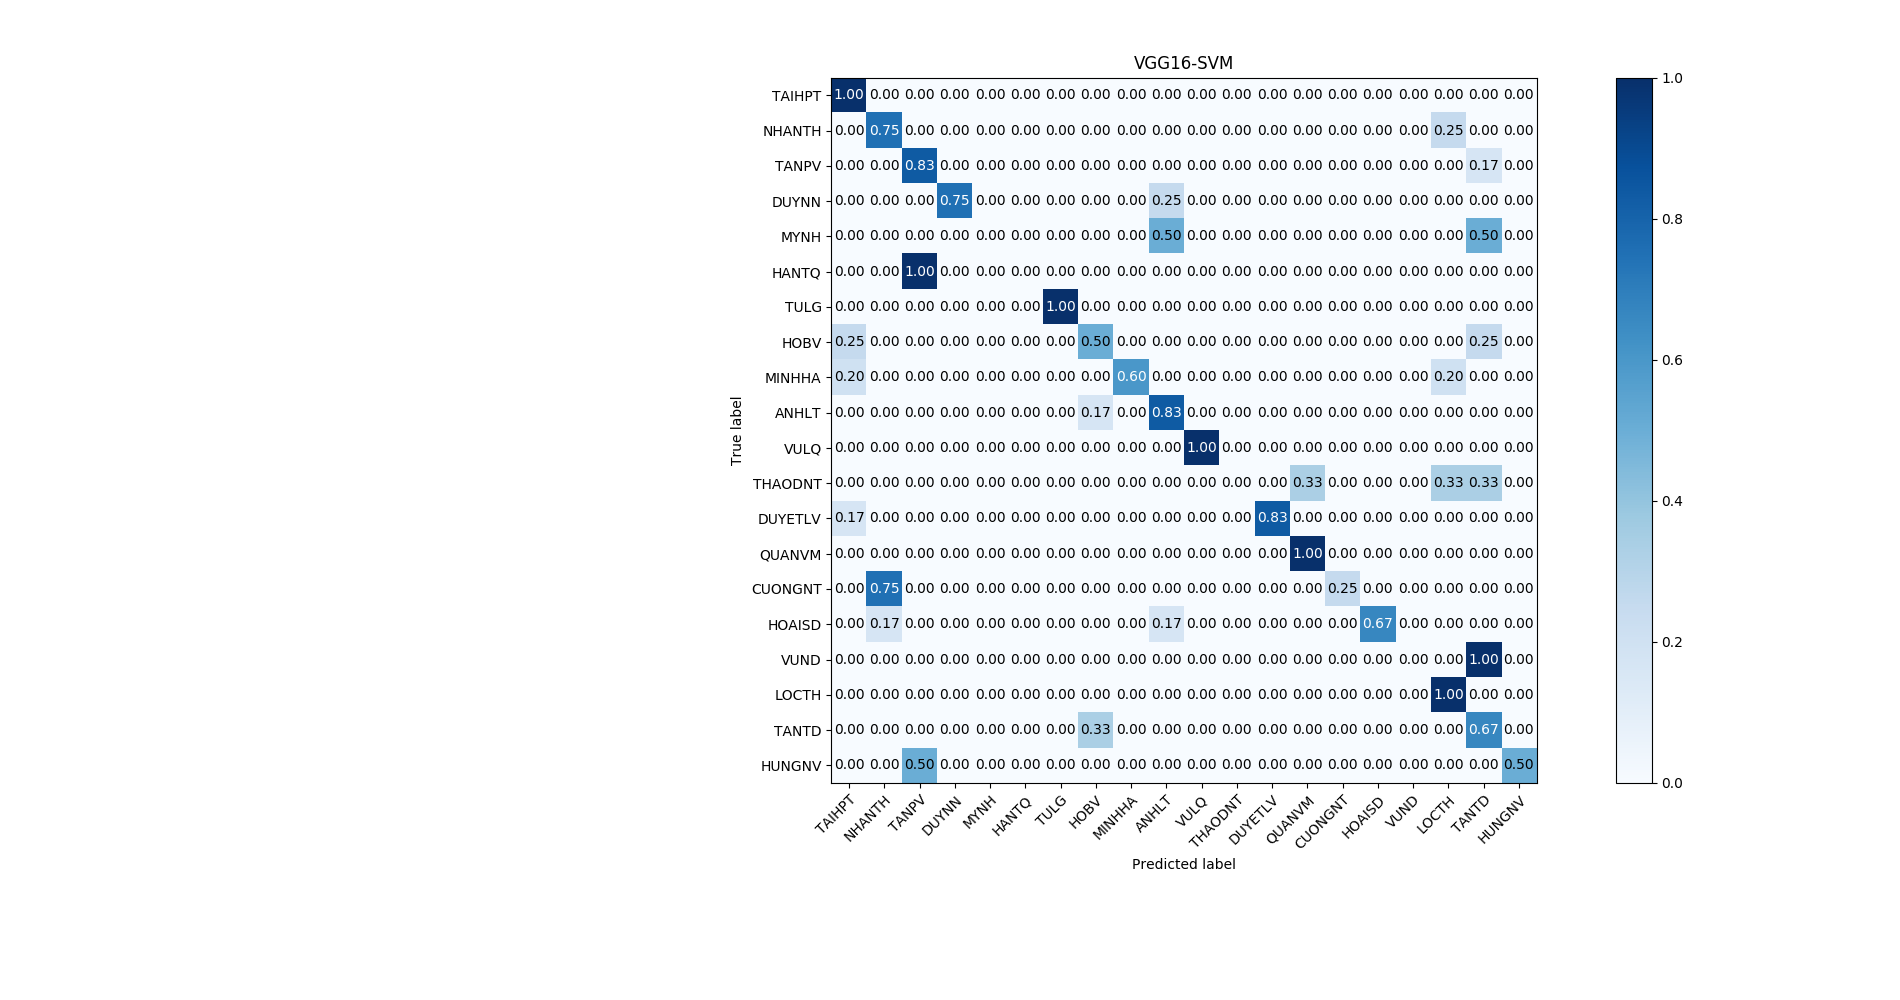 VGG16-SVM
TAIHPT 1.00 0.00 0.00 0.00 0.00 0.00 0.00 0.00 0.00 0.00 0.00 0.00 0.00 0.00 0.00 0.00 0.00 0.00 0.00 0.00
NHANTH 0.00 0.75 0.00 0.00 0.00 0.00 0.00 0.00 0.00 0.00 0.00 0.00 0.00 0.00 0.00 0.00 0.00 0.25 0.00 0.00
TANPV 0.00 0.00 0.83 0.00 0.00 0.00 0.00 0.00 0.00 0.00 0.00 0.00 0.00 0.00 0.00 0.00 0.00 0.00 0.17 0.00
DUYNN 0.00 0.00 0.00 0.75 0.00 0.00 0.00 0.00 0.00 0.25 0.00 0.00 0.00 0.00 0.00 0.00 0.00 0.00 0.00 0.00
MYNH 0.00 0.00 0.00 0.00 0.00 0.00 0.00 0.00 0.00 0.50 0.00 0.00 0.00 0.00 0.00 0.00 0.00 0.00 0.50 0.00
HANTQ 0.00 0.00 1.00 0.00 0.00 0.00 0.00 0.00 0.00 0.00 0.00 0.00 0.00 0.00 0.00 0.00 0.00 0.00 0.00 0.00
TULG 0.00 0.00 0.00 0.00 0.00 0.00 1.00 0.00 0.00 0.00 0.00 0.00 0.00 0.00 0.00 0.00 0.00 0.00 0.00 0.00
HOBV 0.25 0.00 0.00 0.00 0.00 0.00 0.00 0.50 0.00 0.00 0.00 0.00 0.00 0.00 0.00 0.00 0.00 0.00 0.25 0.00
MINHHA 0.20 0.00 0.00 0.00 0.00 0.00 0.00 0.00 0.60 0.00 0.00 0.00 0.00 0.00 0.00 0.00 0.00 0.20 0.00 0.00
ANHLT 0.00 0.00 0.00 0.00 0.00 0.00 0.00 0.17 0.00 0.83 0.00 0.00 0.00 0.00 0.00 0.00 0.00 0.00 0.00 0.00
VULQ 0.00 0.00 0.00 0.00 0.00 0.00 0.00 0.00 0.00 0.00 1.00 0.00 0.00 0.00 0.00 0.00 0.00 0.00 0.00 0.00
THAODNT 0.00 0.00 0.00 0.00 0.00 0.00 0.00 0.00 0.00 0.00 0.00 0.00 0.00 0.33 0.00 0.00 0.00 0.33 0.33 0.00
DUYETLV 0.17 0.00 0.00 0.00 0.00 0.00 0.00 0.00 0.00 0.00 0.00 0.00 0.83 0.00 0.00 0.00 0.00 0.00 0.00 0.00
QUANVM 0.00 0.00 0.00 0.00 0.00 0.00 0.00 0.00 0.00 0.00 0.00 0.00 0.00 1.00 0.00 0.00 0.00 0.00 0.00 0.00
CUONGNT 0.00 0.75 0.00 0.00 0.00 0.00 0.00 0.00 0.00 0.00 0.00 0.00 0.00 0.00 0.25 0.00 0.00 0.00 0.00 0.00
HOAISD 0.00 0.17 0.00 0.00 0.00 0.00 0.00 0.00 0.00 0.17 0.00 0.00 0.00 0.00 0.00 0.67 0.00 0.00 0.00 0.00
VUND 0.00 0.00 0.00 0.00 0.00 0.00 0.00 0.00 0.00 0.00 0.00 0.00 0.00 0.00 0.00 0.00 0.00 0.00 1.00 0.00
LOCTH 0.00 0.00 0.00 0.00 0.00 0.00 0.00 0.00 0.00 0.00 0.00 0.00 0.00 0.00 0.00 0.00 0.00 1.00 0.00 0.00
TANTD 0.00 0.00 0.00 0.00 0.00 0.00 0.00 0.33 0.00 0.00 0.00 0.00 0.00 0.00 0.00 0.00 0.00 0.00 0.67 0.00
HUNGNV 0.00 0.00 0.50 0.00 0.00 0.00 0.00 0.00 0.00 0.00 0.00 0.00 0.00 0.00 0.00 0.00 0.00 0.00 0.00 0.50
TAIHPT NHANTH TANPV DUYNN MYNH HANTQ TULG HOBV MINHHA ANHLT VULQ THAODNT DUYETLV QUANVM CUONGNT HOAISD VUND LOCTH TANTD HUNGNV
Predicted label
True label
1.0
0.8
0.6
0.4
0.2
0.0